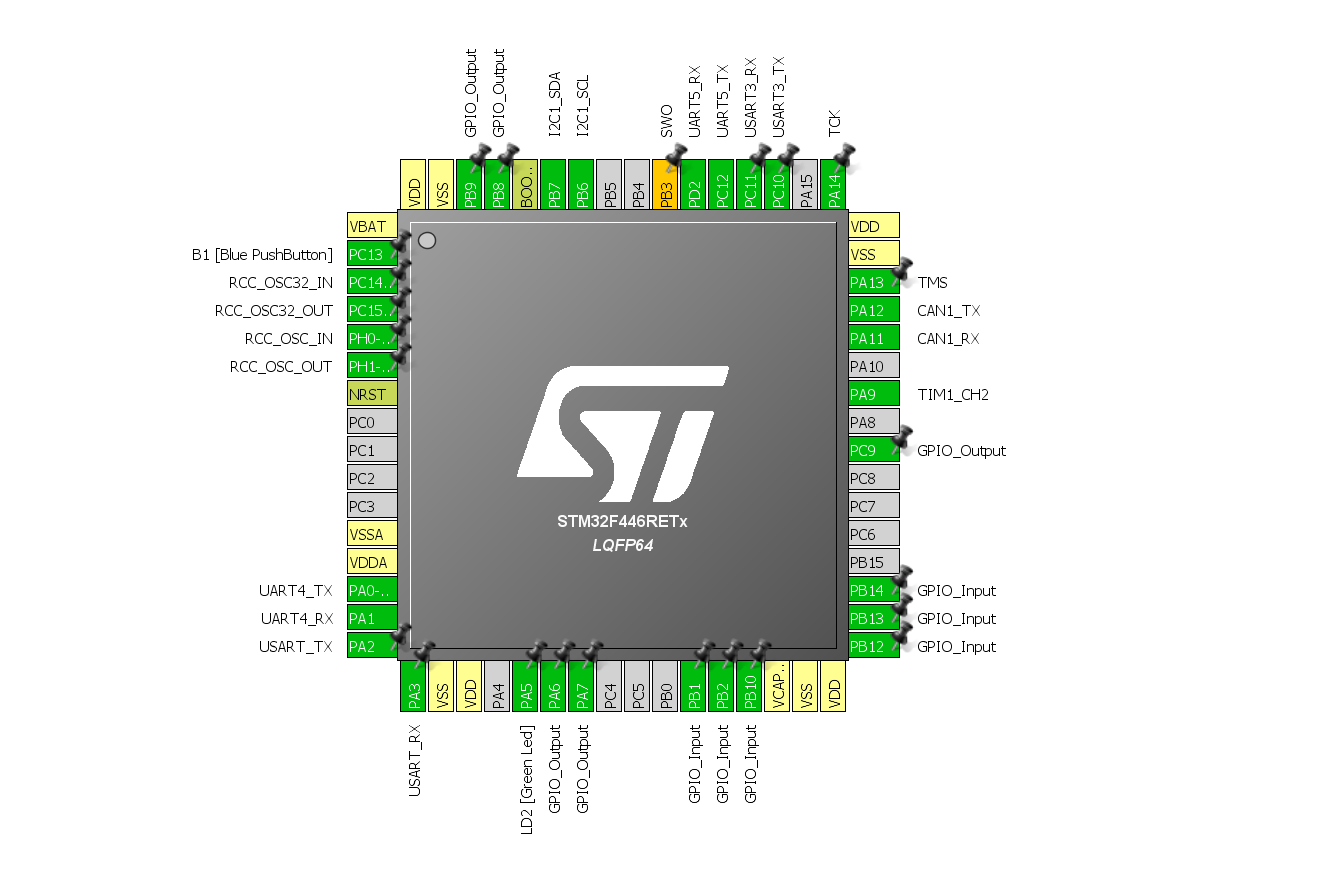 GPIO_Output
GPIO_Output
I2C1_SDA
I2C1_SCL
SWO
UART5_RX
UART5_TX
USART3_RX
USART3_TX
TCK
VDD
VSS
PB9
PB8
BOO..
PB7
PB6
PB5
PB4
PB3
PD2
PC12
PC11
PC10
PA15
PA14
VBAT
B1 [Blue PushButton] PC13
RCC_OSC32_IN PC14..
RCC_OSC32_OUT PC15..
RCC_OSC_IN PH0-..
RCC_OSC_OUT PH1-..
NRST
PC0
PC1
PC2
PC3
VSSA
VDDA
UART4_TX PA0-..
UART4_RX PA1
USART_TX PA2
ST
STM32F446RETx
LQFP64
VDD
VSS
PA13 TMS
PA12 CAN1_TX
PA11 CAN1_RX
PA10
PA9 TIM1_CH2
PA8
PC9 GPIO_Output
PC8
PC7
PC6
PB15
PB14 GPIO_Input
PB13 GPIO_Input
PB12 GPIO_Input
PA3
VSS
VDD
PA4
PA5
PA6
PA7
PC4
PC5
PB0
PB1
PB2
PB10
VCAP..
VSS
VDD
USART_RX
LD2 [Green Led]
GPIO_Output
GPIO_Output
GPIO_Input
GPIO_Input
GPIO_Input